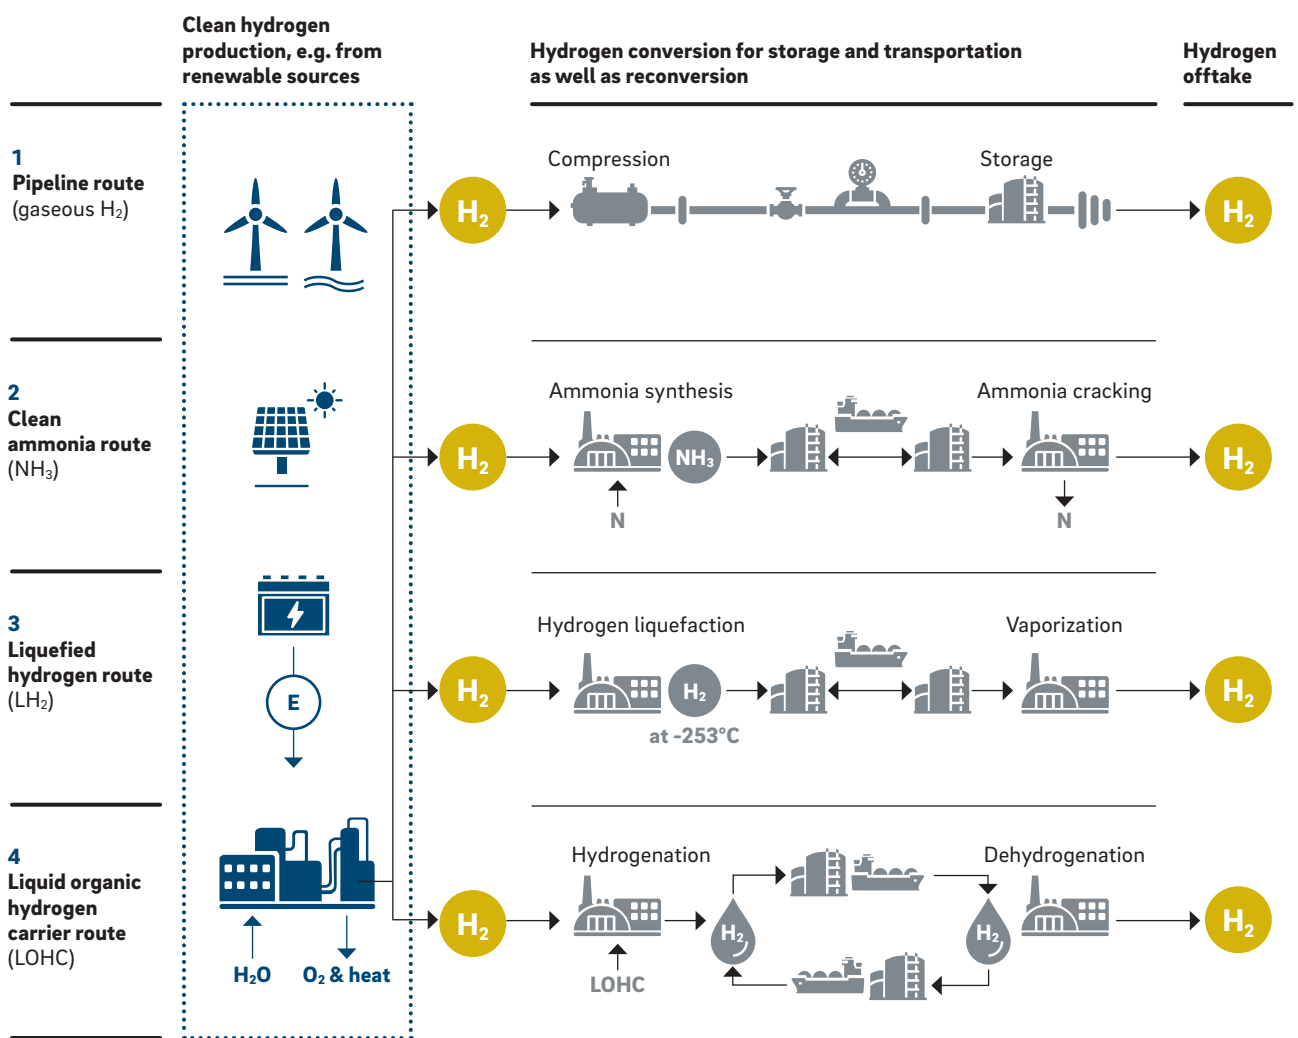 Clean hydrogen
production, e.g. from
renewable sources
Hydrogen conversion for storage and transportation
as well as reconversion
Hydrogen
offtake
1
Pipeline route
(gaseous H₂)
H₂
Compression
Storage
H₂
2
Clean
ammonia route
(NH₃)
H₂
Ammonia synthesis
NH₃
N
Ammonia cracking
N
H₂
3
Liquefied
hydrogen route
(LH₂)
E
H₂
Hydrogen liquefaction
H₂
at -253°C
Vaporization
H₂
4
Liquid organic
hydrogen
carrier route
(LOHC)
H₂O
O₂ & heat
H₂
Hydrogenation
LOHC
H₂
Dehydrogenation
H₂
H₂